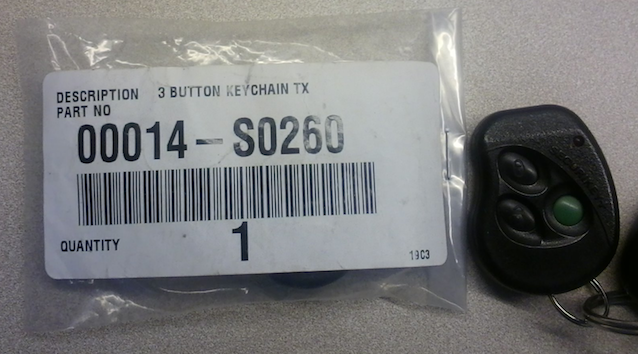 DESCRIPTION 3 BUTTON KEYCHAIN TX
PART NO
00014-S0260
QUANTITY 1
19C3